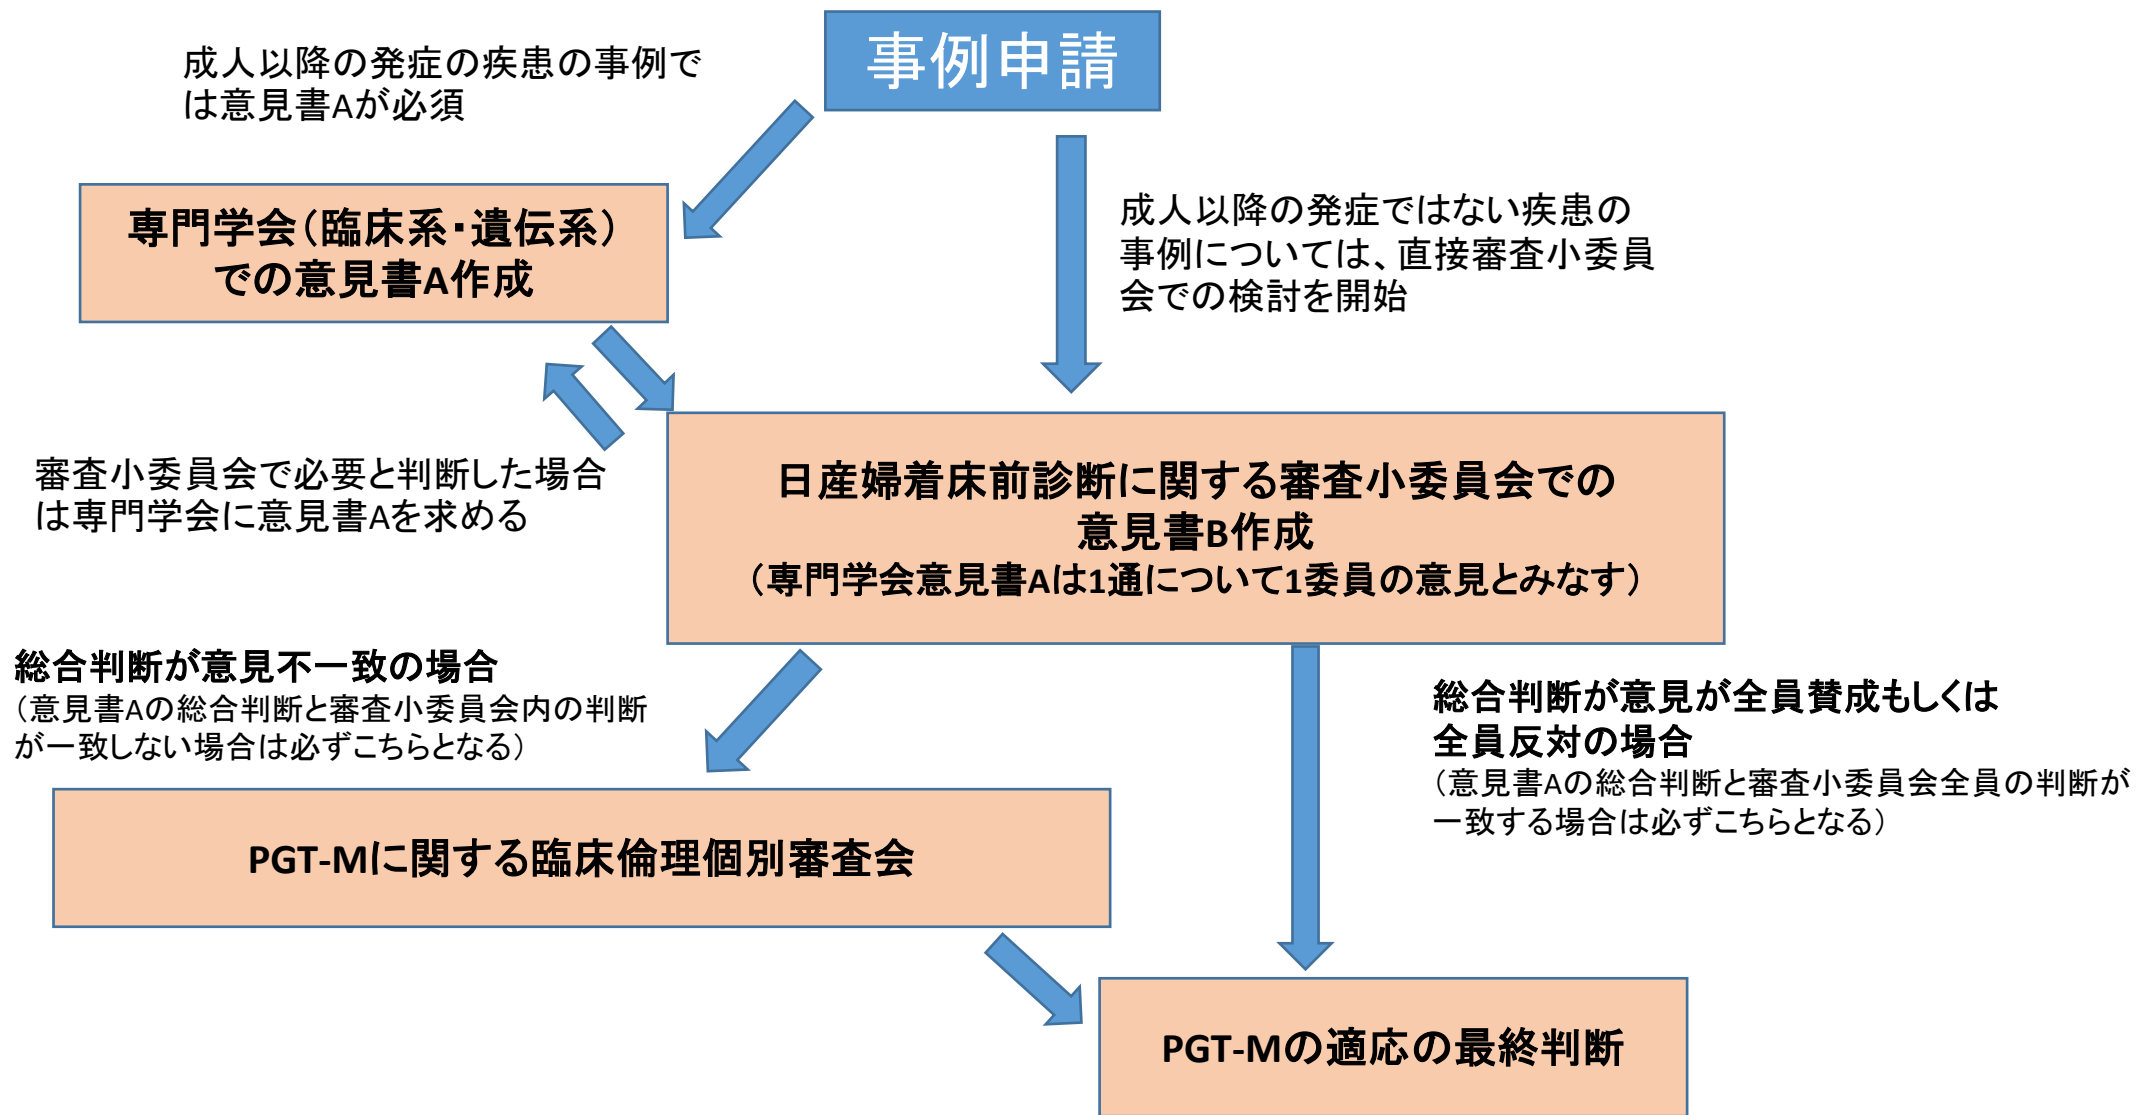 事例申請
成人以降の発症の疾患の事例で
は意見書Aが必須
専門学会（臨床系・遺伝系）
での意見書A作成
成人以降の発症ではない疾患の
事例については、直接審査小委員
会での検討を開始
審査小委員会で必要と判断した場合
は専門学会に意見書Aを求める
日産婦着床前診断に関する審査小委員会での
意見書B作成
（専門学会意見書Aは1通について1委員の意見とみなす）
総合判断が意見不一致の場合
（意見書Aの総合判断と審査小委員会内の判断
が一致しない場合は必ずこちらとなる）
総合判断が意見が全員賛成もしくは
全員反対の場合
（意見書Aの総合判断と審査小委員会全員の判断が
一致する場合は必ずこちらとなる）
PGT-Mに関する臨床倫理個別審査会
PGT-Mの適応の最終判断